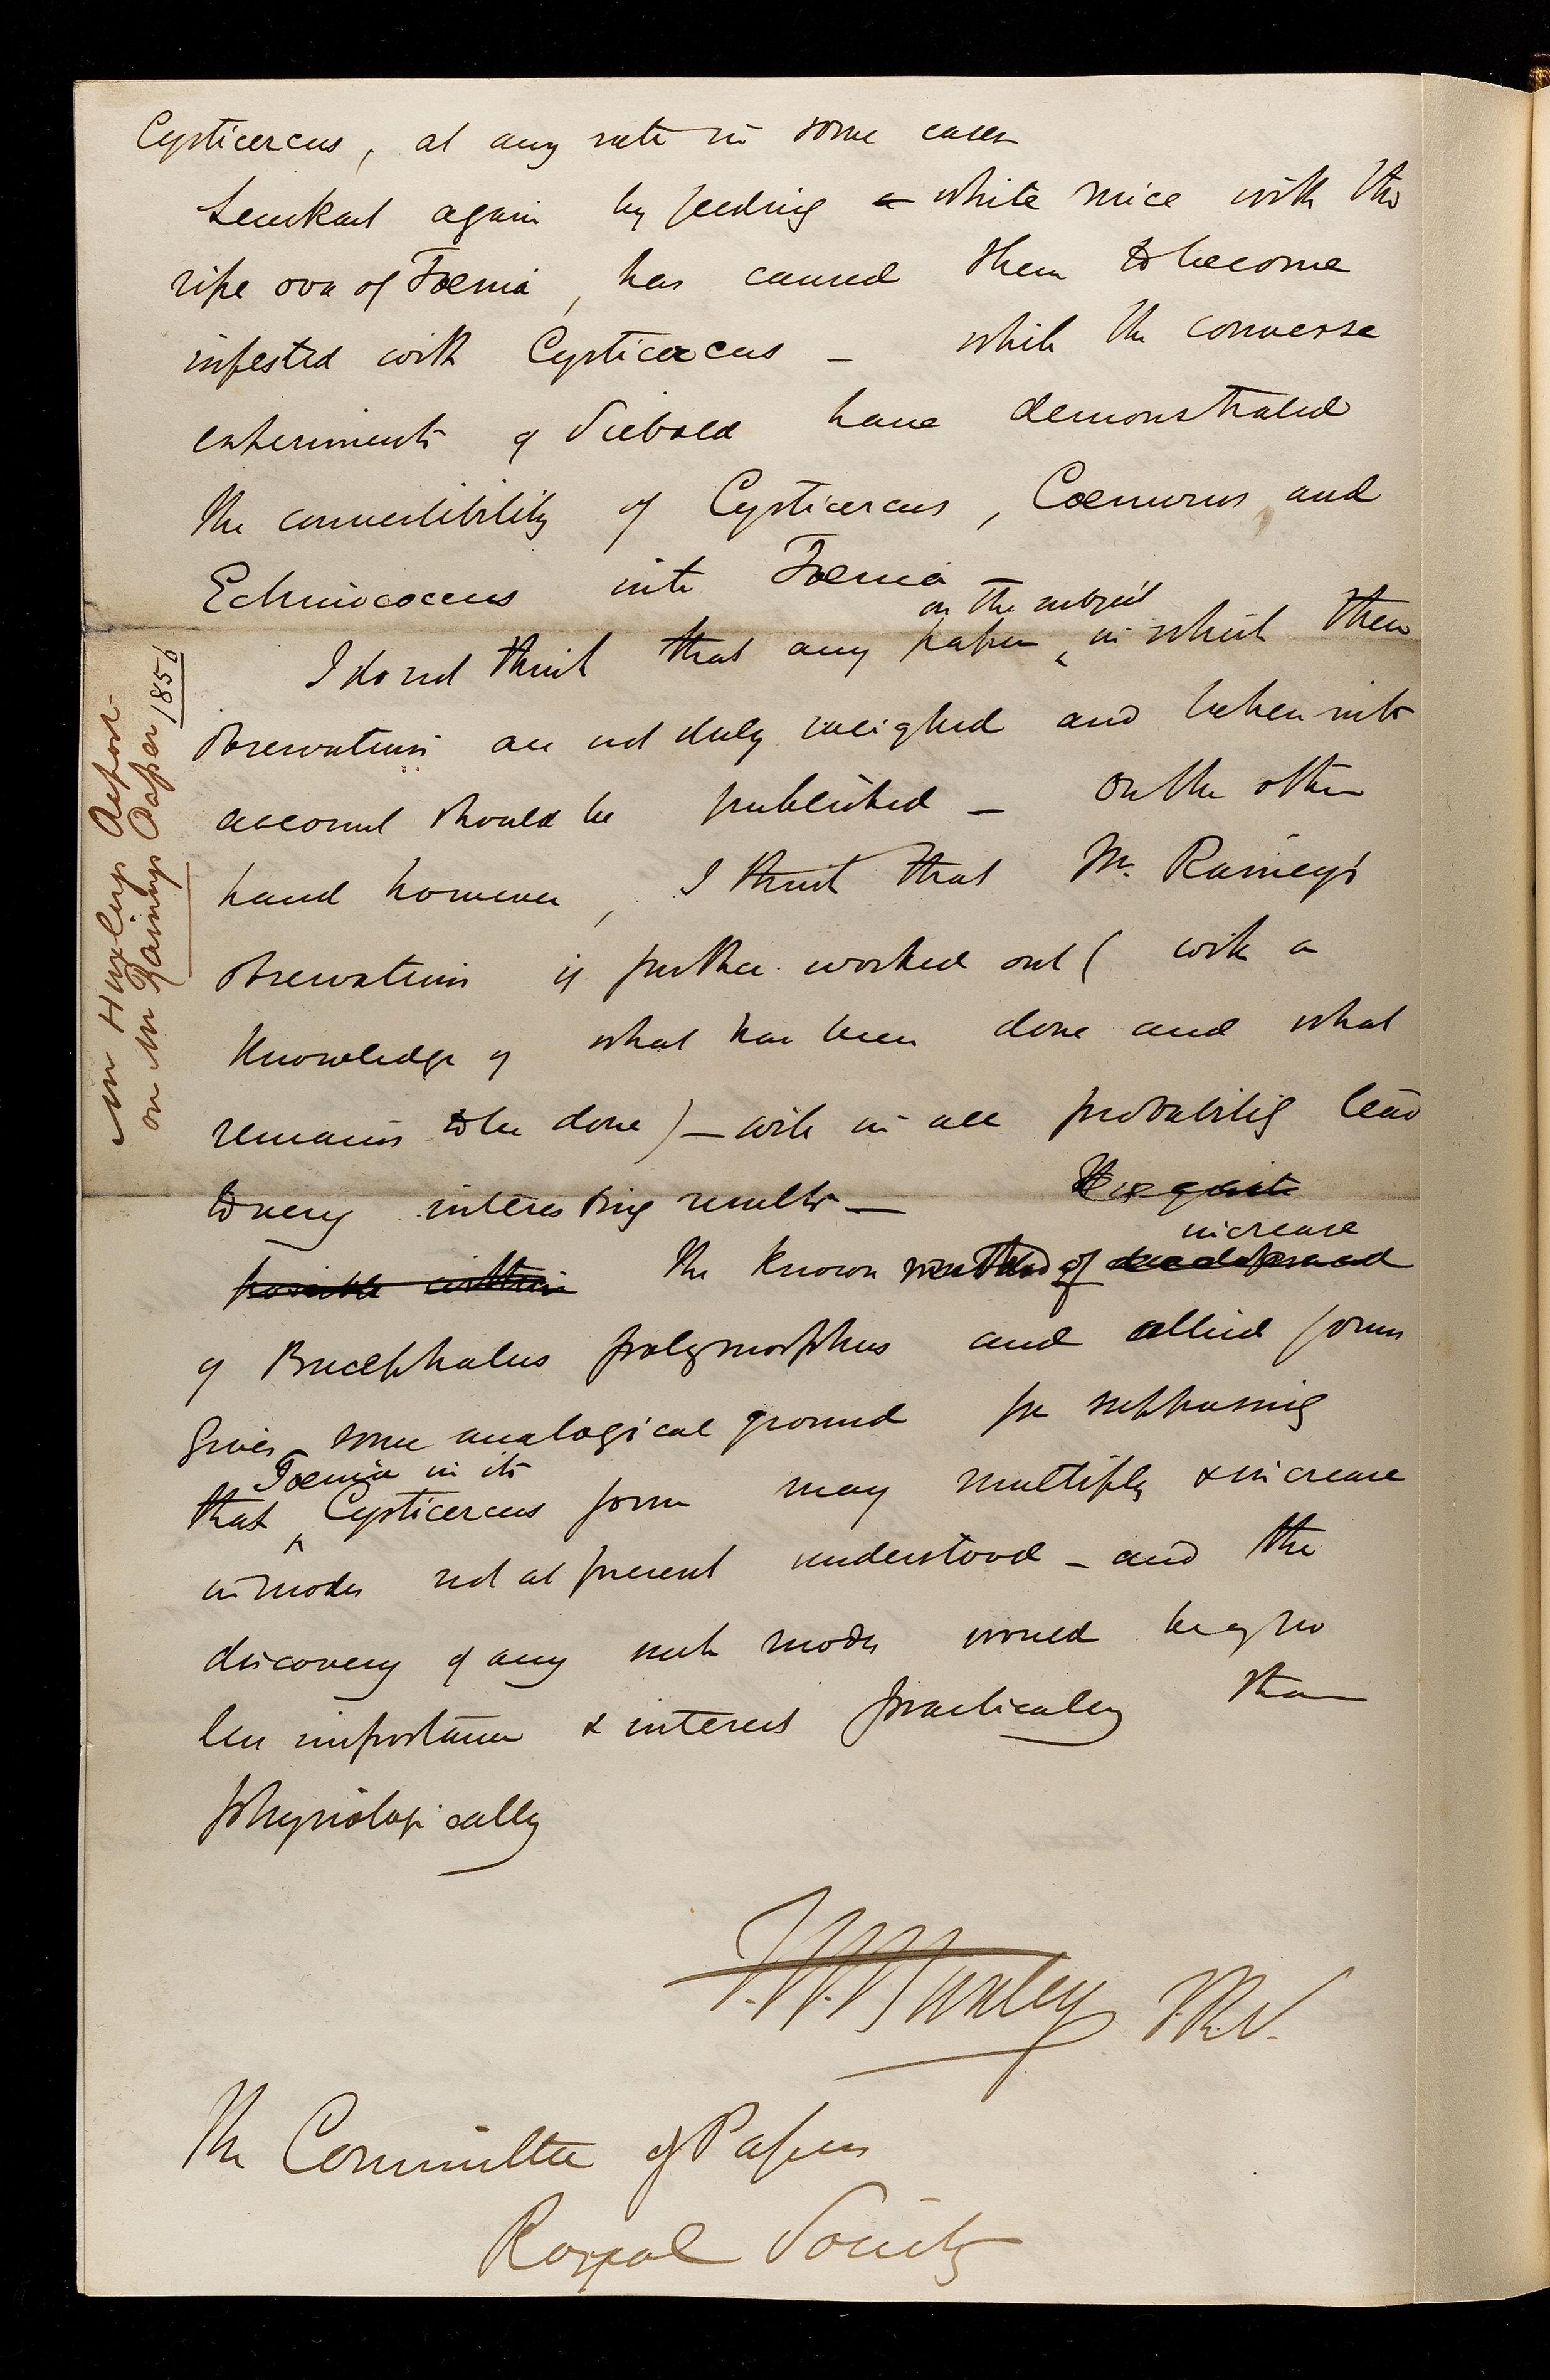 Cysticercus, at any rate in some cases
Leuckart again by feeding a white mice with the
ripe ova of Tænia, has caused them to become
infested with Cysticercus – while the converse
experiments of Siebold have demonstrated
the convertibility of Cysticercus, Cœnurus, and
Echinococcus into Tænia
on the subject
I do not think that any paper ‸ in which these
observations are not duly weighed and taken into
account should be published – on the other
hand however, I think that Mr. Rainey's
observations if further worked out (with a
knowledge of what has been done and what
remains to be done) – will in all probability lead
to very interesting results – It is quite
possible within the known method of
increase
of Bucephalus polymorphus and allied forms
gives some analogical ground for supposing
Tænia in its
that ‸ Cysticercus form may multiply & increase
in modes not at present understood – and the
discovery of any such modes would be of no
less importance & interest practically than
physiologically
T.H. Huxley F.R.S.
The Committee of Papers
Royal Society
Mr Huxley's Report
on Mr Rainey's Paper 1856